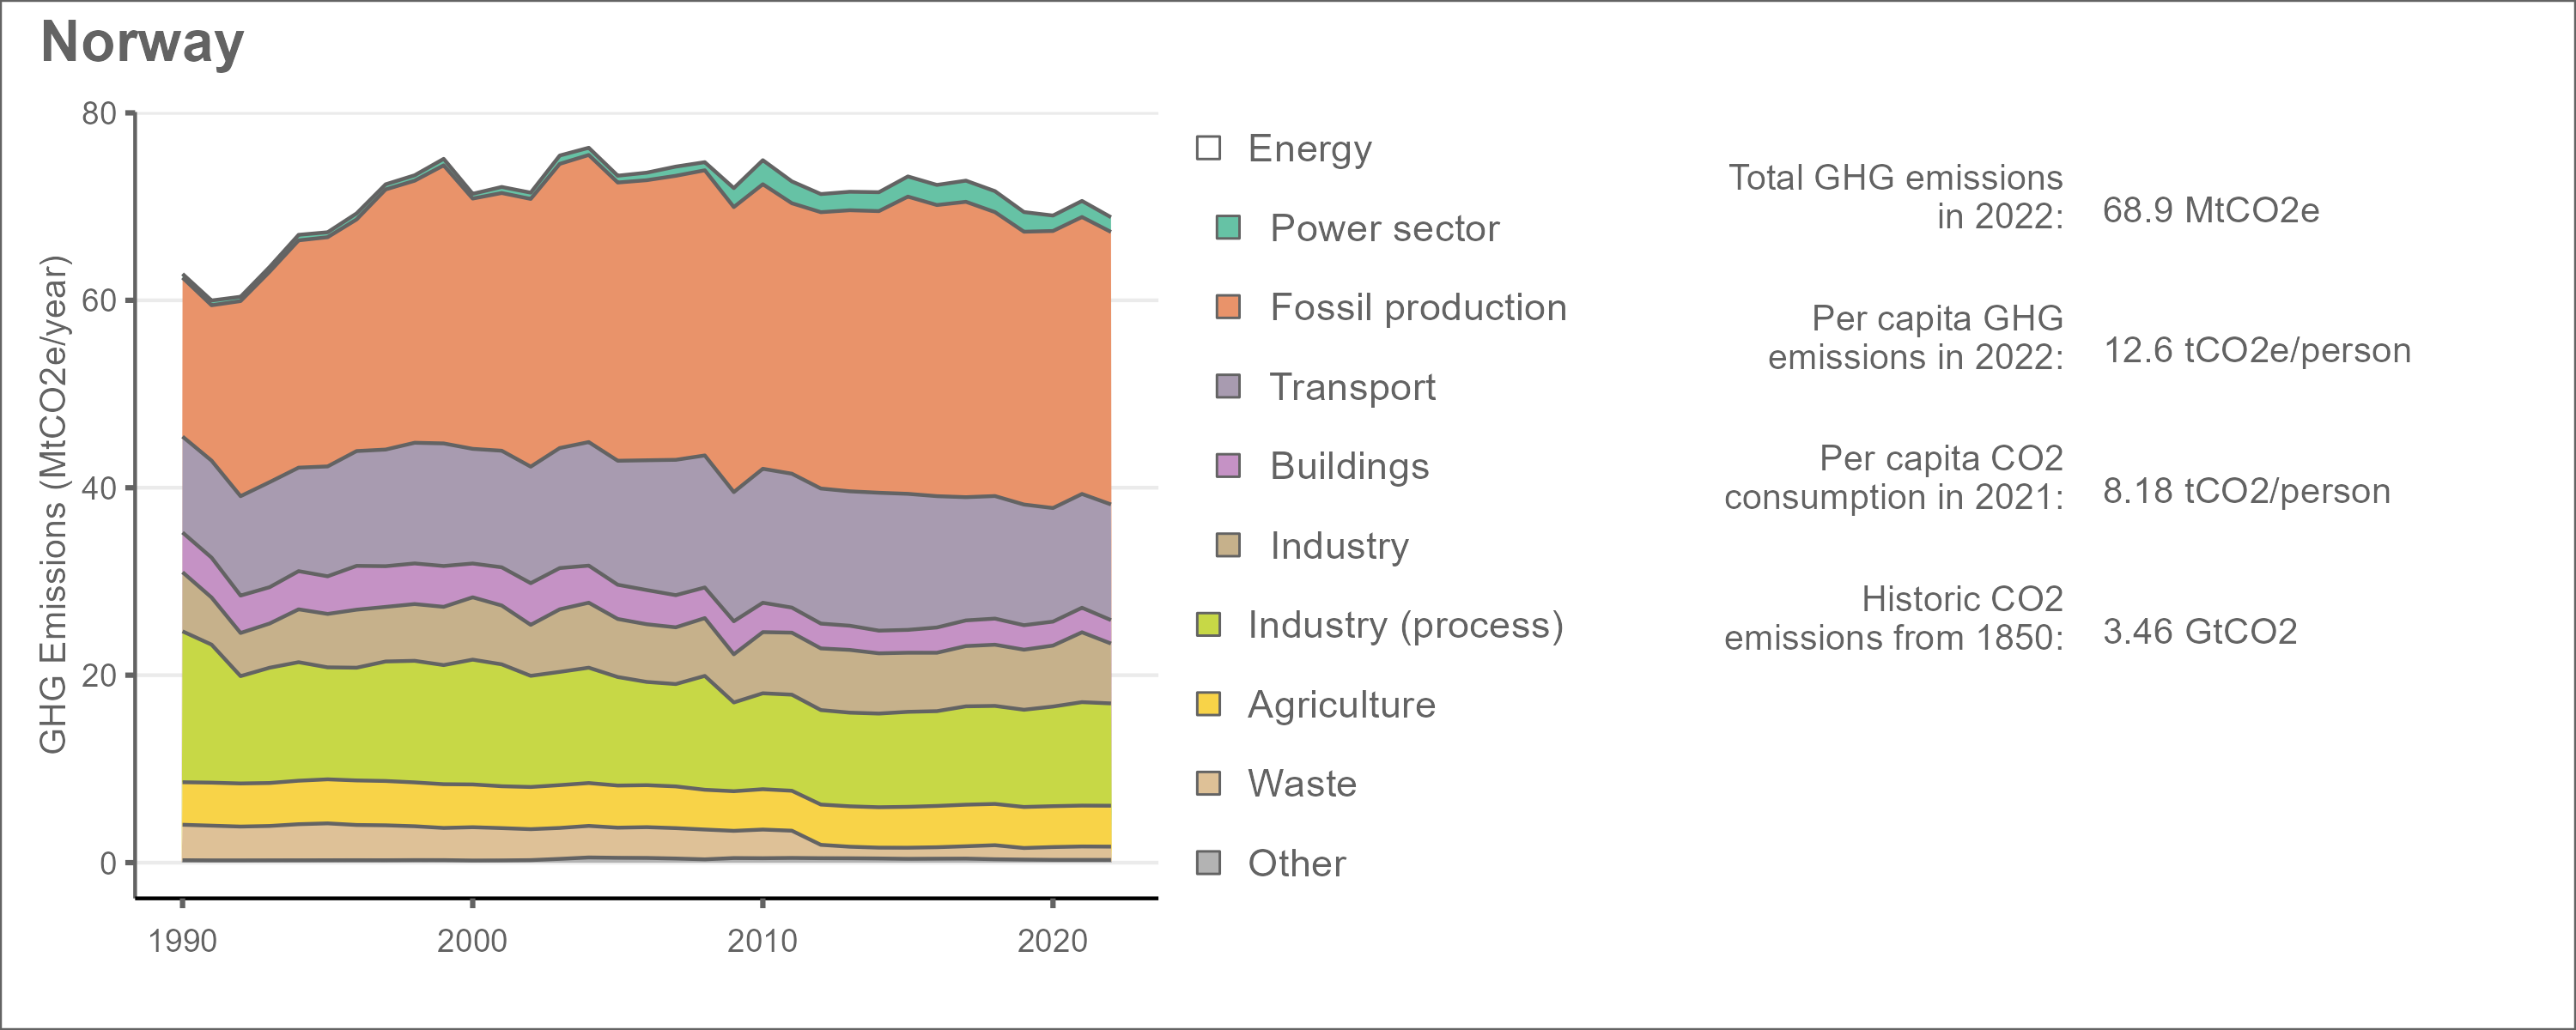 Norway
GHG Emissions (MtCO2e/year)
80
60
40
20
0
1990
2000
2010
2020
Energy
Power sector
Fossil production
Transport
Buildings
Industry
Industry (process)
Agriculture
Waste
Other
Total GHG emissions
in 2022:
68.9 MtCO2e
Per capita GHG
emissions in 2022:
12.6 tCO2e/person
Per capita CO2
consumption in 2021:
8.18 tCO2/person
Historic CO2
emissions from 1850:
3.46 GtCO2